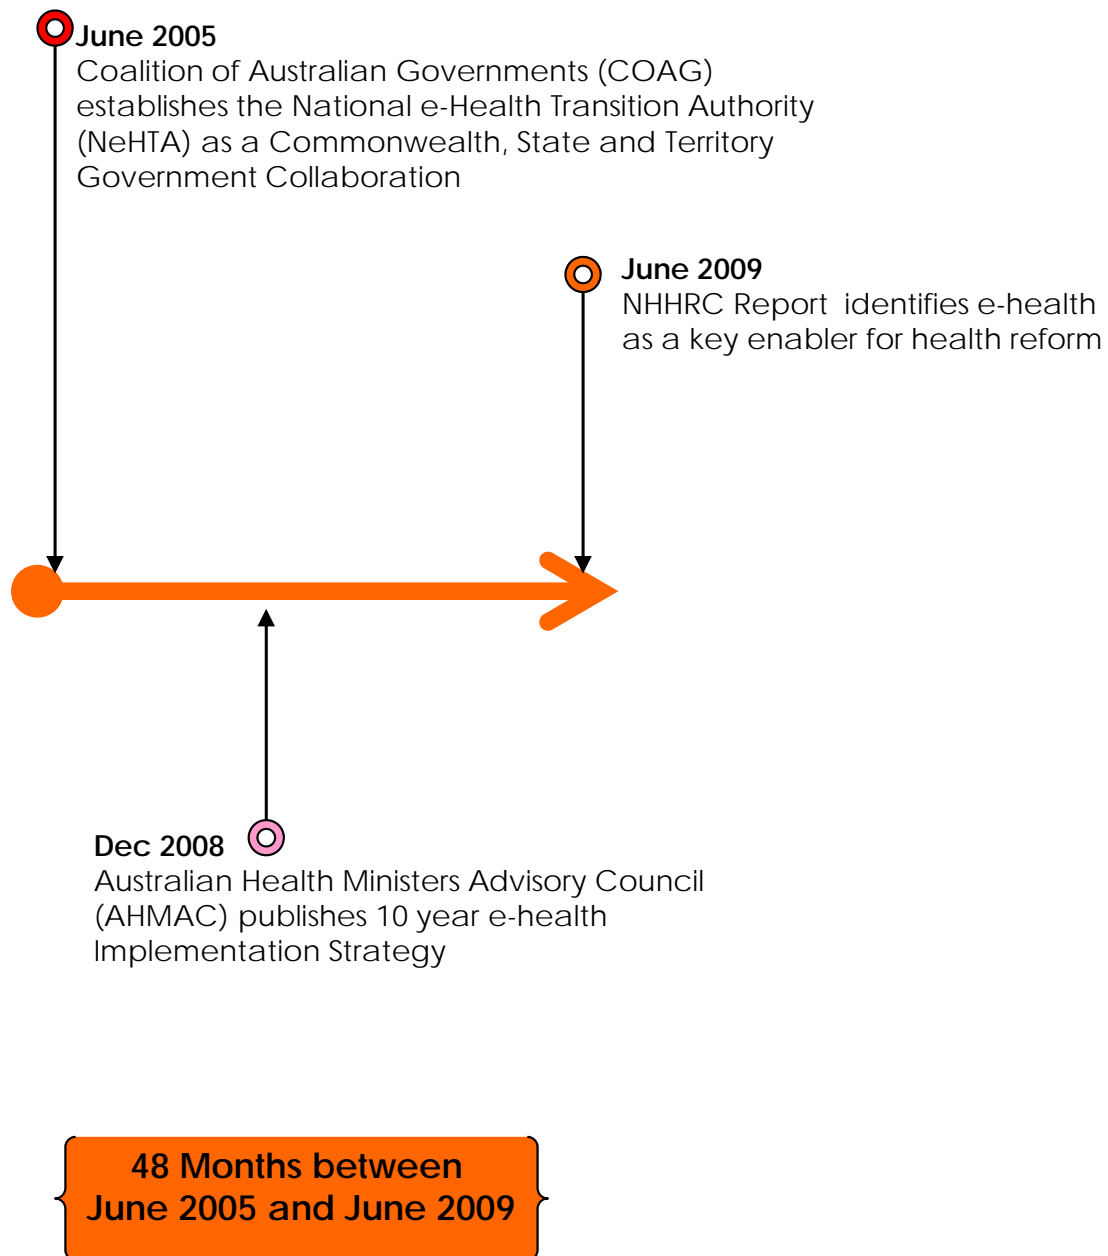 June 2005
Coalition of Australian Governments (COAG)
establishes the National e-Health Transition Authority
(NeHTA) as a Commonwealth, State and Territory
Government Collaboration
June 2009
NHHRC Report  identifies e-health
as a key enabler for health reform
Dec 2008
Australian Health Ministers Advisory Council
(AHMAC) publishes 10 year e-health
Implementation Strategy
48 Months between
June 2005 and June 2009